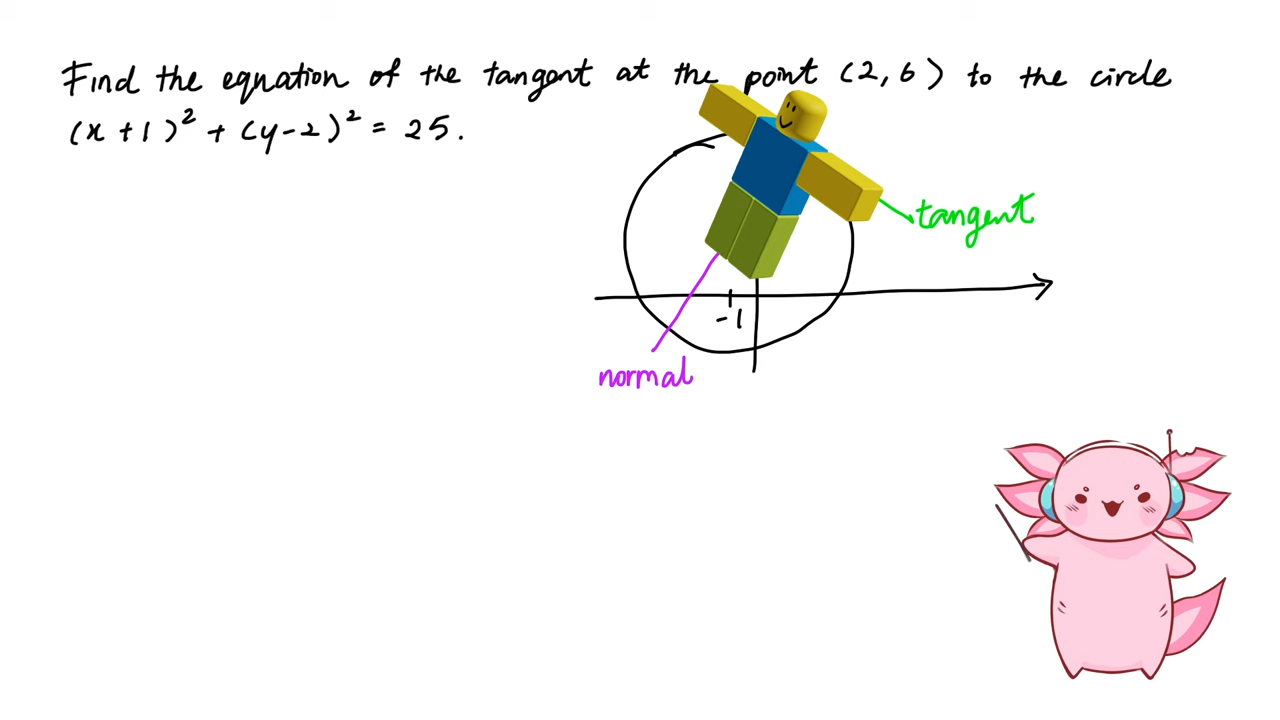 Find the equation of the tangent at the point (2, 6) to the circle
(x + 1)² + (y - 2)² = 25.
tangent
-1
normal